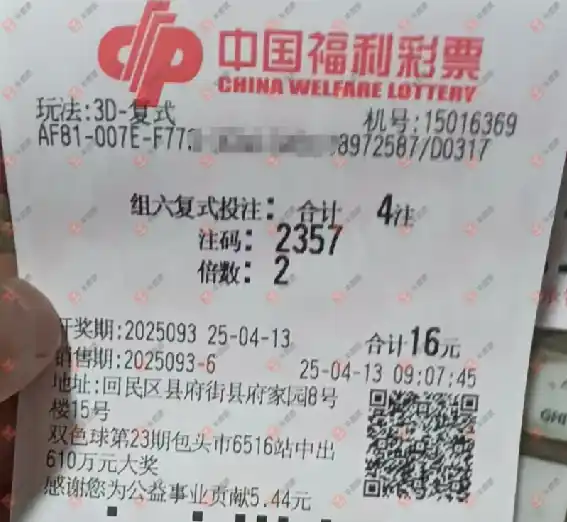 中国福利彩票
CHINA WELFARE LOTTERY
玩法:3D-复式
机号:15016369
AF81-007E-F773 8972587/D0317
组六复式投注: 合计 4注
注码: 2357
倍数: 2
开奖期:2025093 25-04-13 合计16元
销售期:2025093-6 25-04-13 09:07:45
地址:回民区县府街县府家园8号
楼15号
双色球第23期包头市6516站中出
610万元大奖
感谢您为公益事业贡献5.44元